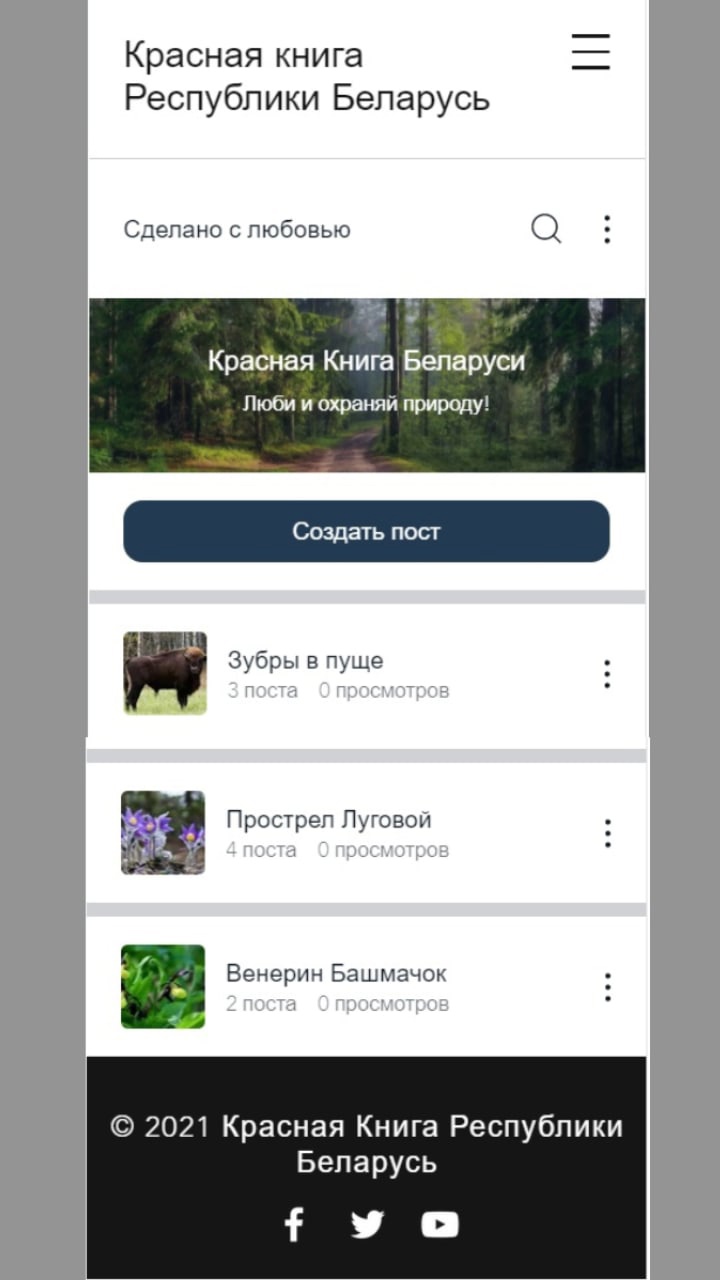 Красная книга
Республики Беларусь
Сделано с любовью
Красная Книга Беларуси
Люби и охраняй природу!
Создать пост
Зубры в пуще
3 поста 0 просмотров
Прострел Луговой
4 поста 0 просмотров
Венерин Башмачок
2 поста 0 просмотров
© 2021 Красная Книга Республики
Беларусь